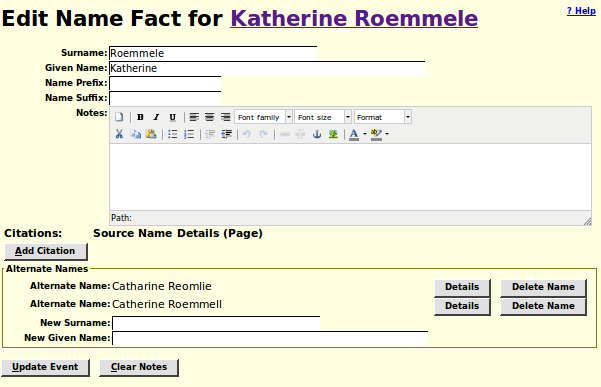 Edit Name Fact for Katherine Roemmele
? Help
Surname: Roemmele
Given Name: Katherine
Name Prefix:
Name Suffix:
Notes:
B I U Font family Font size Format
A ab
Path:
Citations: Source Name Details (Page)
Add Citation
Alternate Names
Alternate Name: Catharine Reomlie Details Delete Name
Alternate Name: Catherine Roemmell Details Delete Name
New Surname:
New Given Name:
Update Event Clear Notes